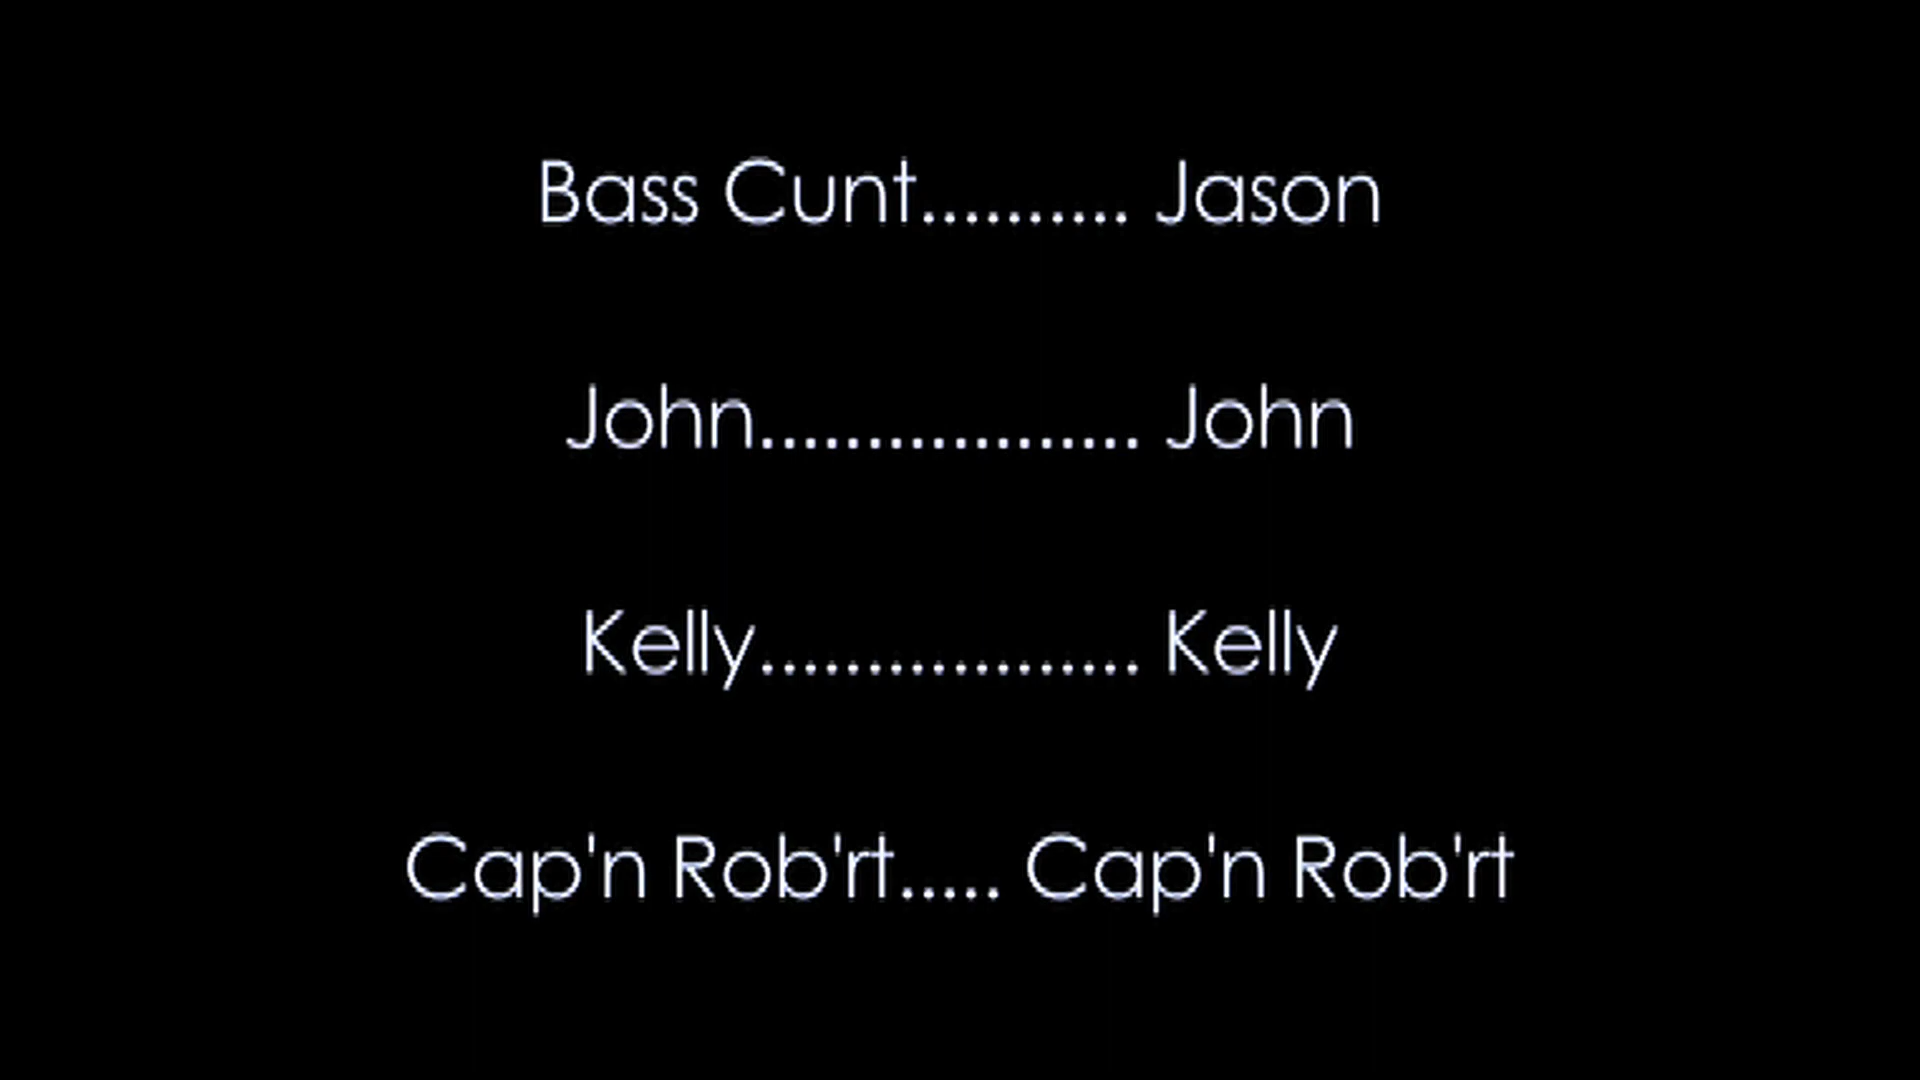 Bass Cunt.......... Jason
John.................. John
Kelly.................. Kelly
Cap'n Rob'rt..... Cap'n Rob'rt